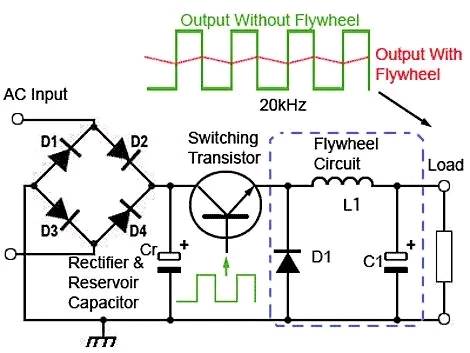 Output Without Flywheel
Output With
Flywheel
20kHz
AC Input
D1
D2
D3
D4
Switching
Transistor
Flywheel
Circuit
Load
L1
Cr
+
D1
C1
+
Rectifier &
Reservoir
Capacitor